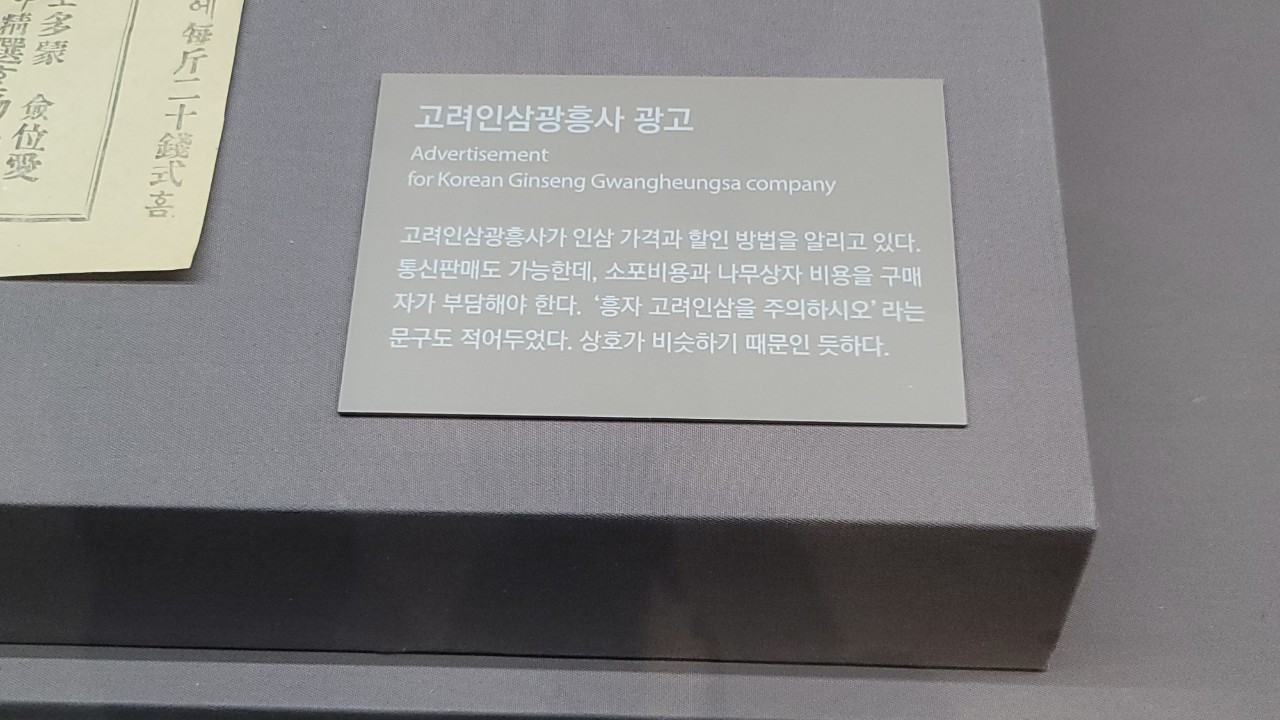 에 每斤二十錢式 흠
多蒙 僉位愛
精選
고려인삼광흥사 광고
Advertisement
for Korean Ginseng Gwangheungsa company
고려인삼광흥사가 인삼 가격과 할인 방법을 알리고 있다.
통신판매도 가능한데, 소포비용과 나무상자 비용을 구매
자가 부담해야 한다. ‘흥자 고려인삼을 주의하시오’ 라는
문구도 적어두었다. 상호가 비슷하기 때문인 듯하다.